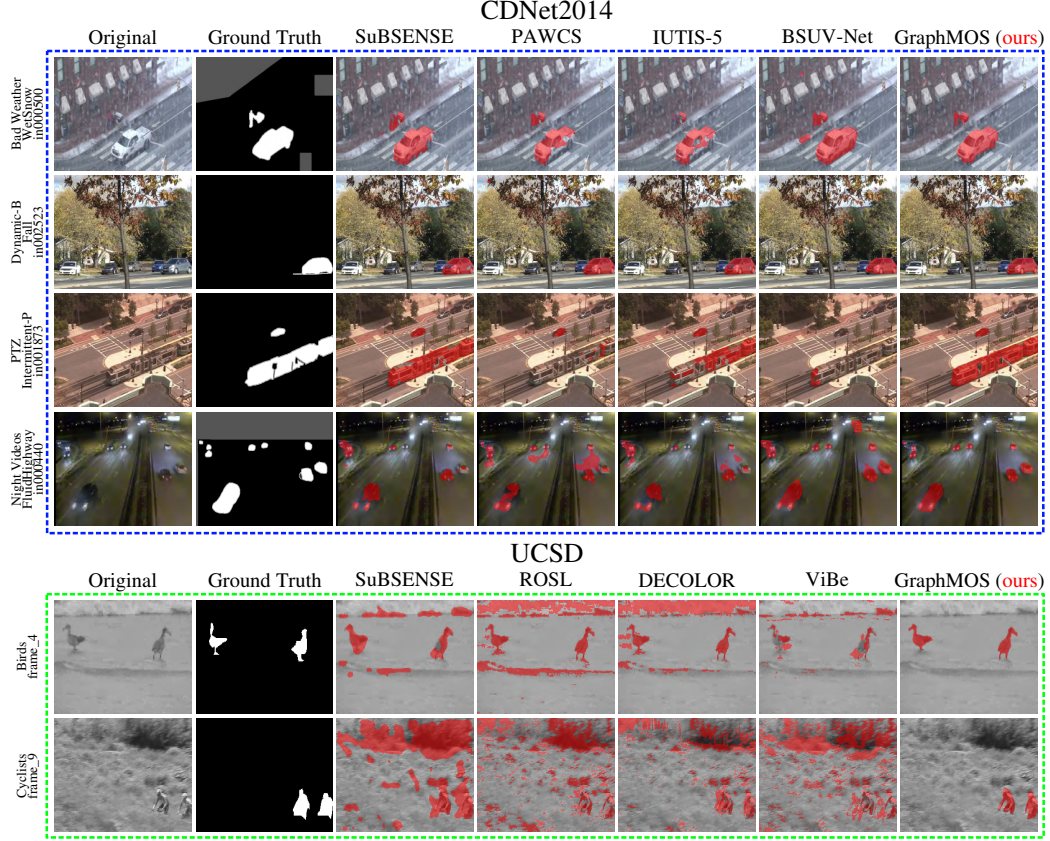 CDNet2014
Original Ground Truth SuBSENSE PAWCS IUTIS-5 BSUV-Net GraphMOS (ours)
Bad Weather
WetSnow
in000500
Dynamic-B
Fall
in002523
PTZ
Intermittent-P
in001873
Night Videos
FluidHighway
in000440
UCSD
Original Ground Truth SuBSENSE ROSL DECOLOR ViBe GraphMOS (ours)
Birds
frame_4
Cyclists
frame_9